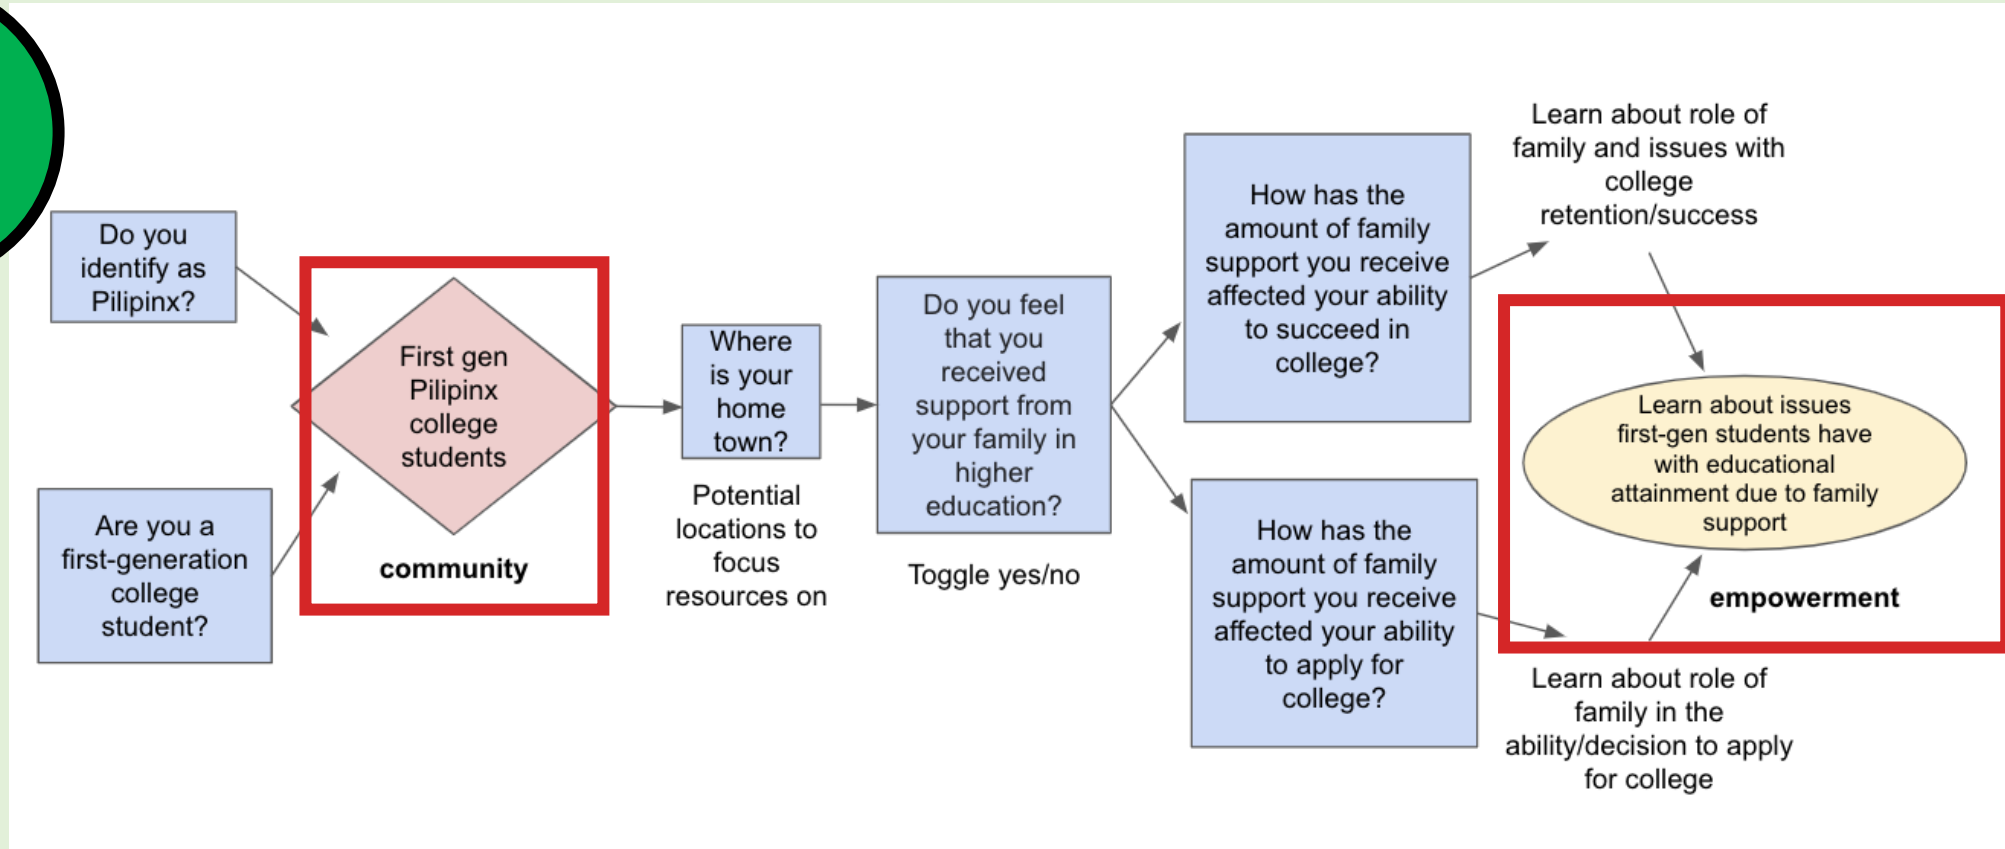 Do you
identify as
Pilipinx?
Are you a
first-generation
college
student?
First gen
Pilipinx
college
students
community
Where
is your
home
town?
Potential
locations to
focus
resources on
Do you feel
that you
received
support from
your family in
higher
education?
Toggle yes/no
How has the
amount of family
support you receive
affected your ability
to succeed in
college?
How has the
amount of family
support you receive
affected your ability
to apply for
college?
Learn about role of
family and issues with
college
retention/success
Learn about issues
first-gen students have
with educational
attainment due to family
support
empowerment
Learn about role of
family in the
ability/decision to apply
for college